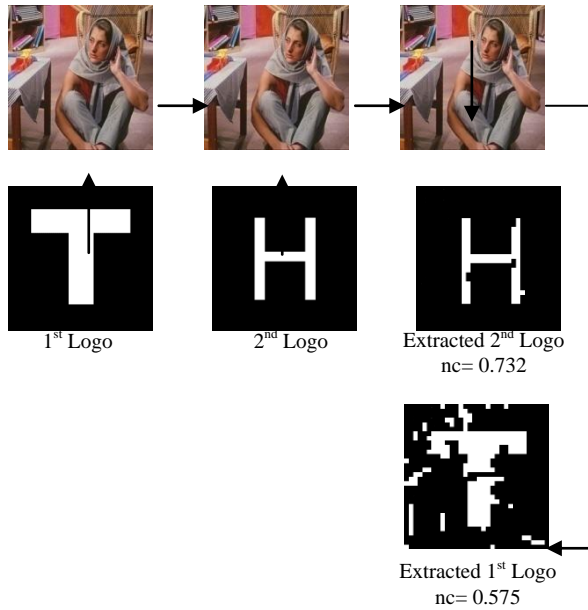 T
H
H
1st Logo
2nd Logo
Extracted 2nd Logo
nc= 0.732
T
Extracted 1st Logo
nc= 0.575